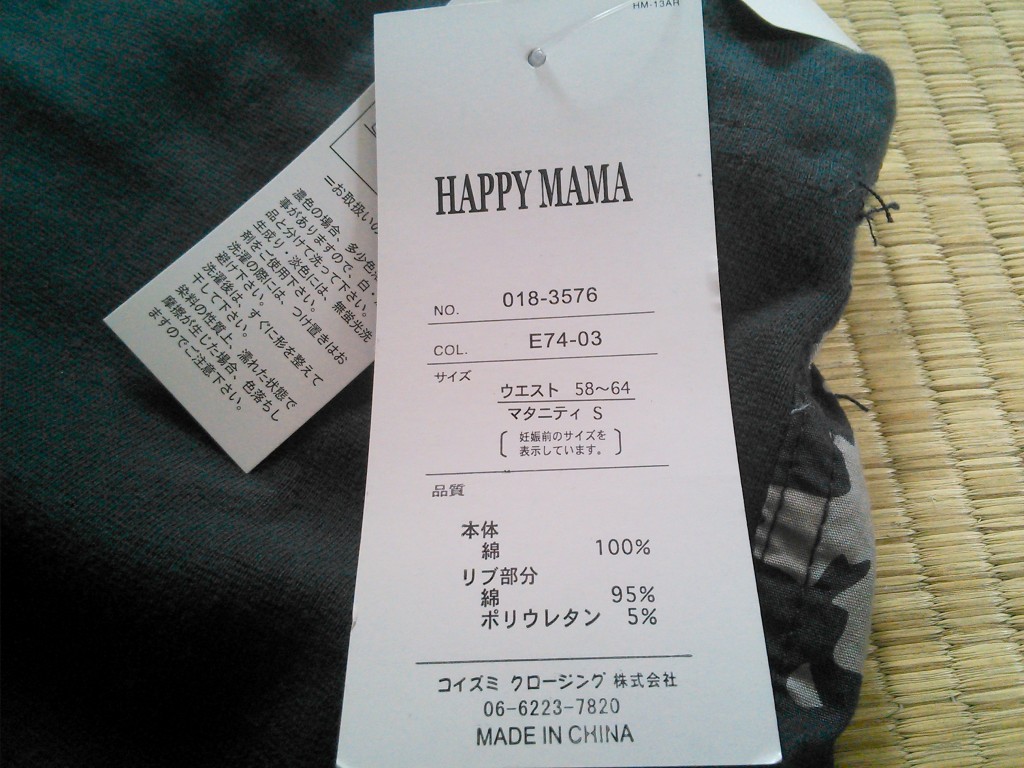 HM-13AH
HAPPY MAMA
NO. 018-3576
COL. E74-03
サイズ
ウエスト 58〜64
マタニティ S
妊娠前のサイズを
表示しています。
品質
本体
綿 100%
リブ部分
綿 95%
ポリウレタン 5%
コイズミ クロージング 株式会社
06-6223-7820
MADE IN CHINA
=お取扱いの
濃色の場合、多少色
事がありますので、白・
品と分けて洗って下さい。
生成り・淡色には、無蛍光洗
剤をご使用下さい。
洗濯の際には、つけ置きはお
避け下さい。
洗濯後は、すぐに形を整えて
干して下さい。
染料の性質上、濡れた状態で
摩擦が生じた場合、色落ちし
ますのでご注意下さい。